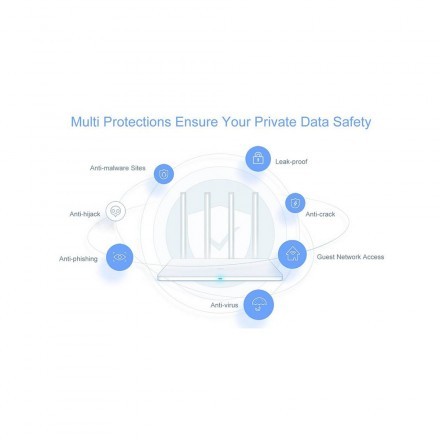 Multi Protections Ensure Your Private Data Safety
Leak-proof
Anti-malware Sites
Anti-hijack
Anti-crack
Anti-phishing
Guest Network Access
Anti-virus